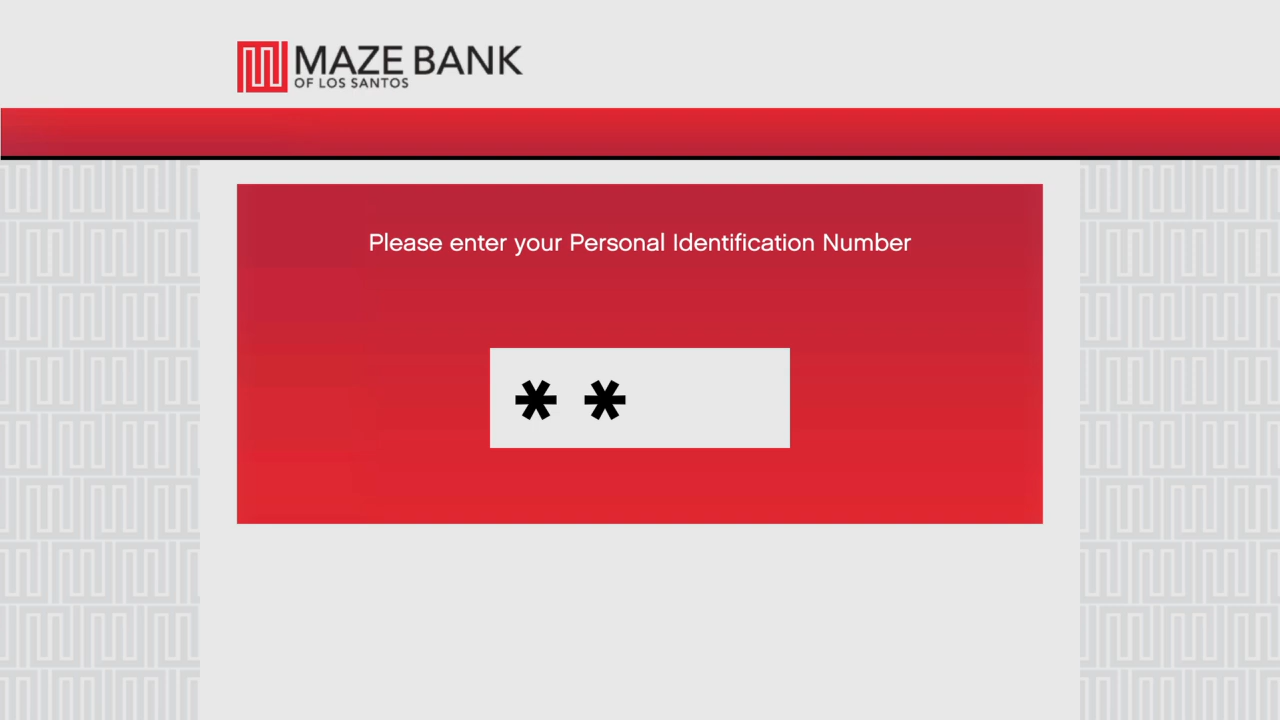 MAZE BANK
OF LOS SANTOS
Please enter your Personal Identification Number
* *